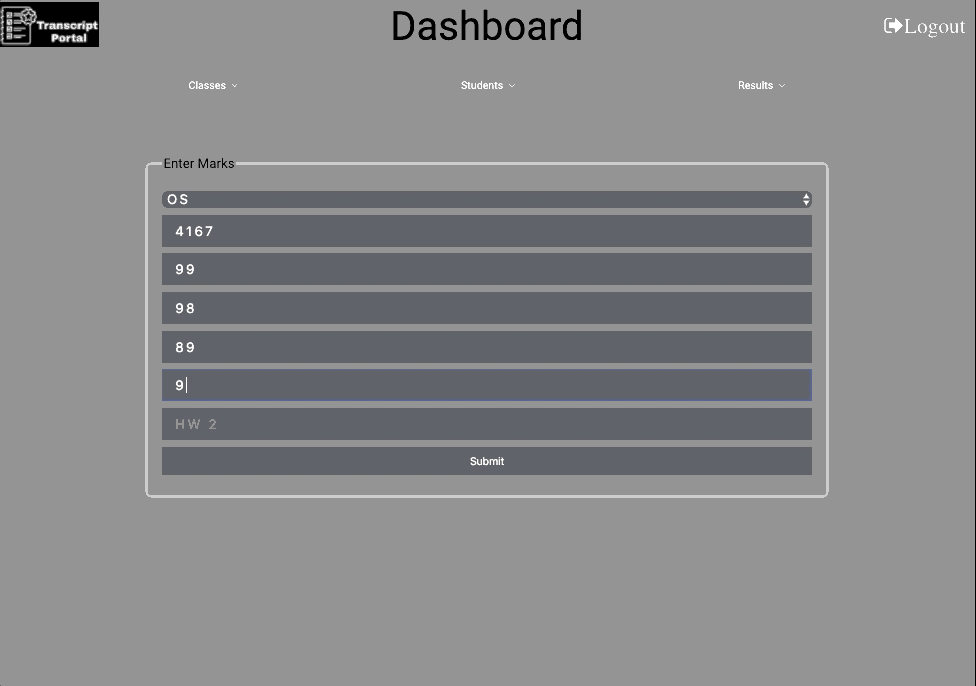 Transcript
Portal
Dashboard
Logout
Classes
Students
Results
Enter Marks
OS
4167
99
98
89
9
HW 2
Submit